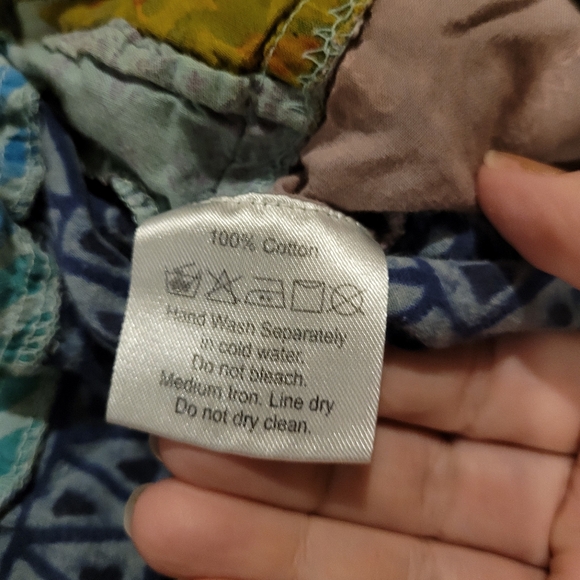 100% Cotton
Hand Wash Separately
in cold water.
Do not bleach.
Medium Iron. Line dry
Do not dry clean.